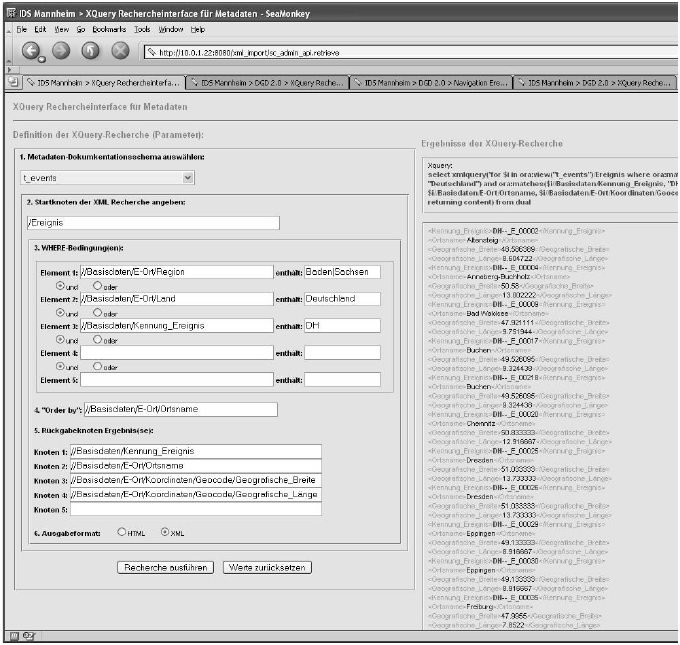 IDS Mannheim > XQuery Rechercheinterface für Metadaten - SeaMonkey
File Edit View Go Bookmarks Tools Window Help
http://10.0.1.22:8080/xml_import/sc_admin_api.retrieve
IDS Mannheim > XQuery Rechercheinterfa... IDS Mannheim > DGD 2.0 > XQuery Reche... IDS Mannheim > DGD 2.0 > Navigation Ere... IDS Mannheim > DGD 2.0 > XQuery Reche...
XQuery Rechercheinterface für Metadaten
Definition der XQuery-Recherche (Parameter):
1. Metadaten-Dokumkentationsschema auswählen:
t_events
2. Startknoten der XML Recherche angeben:
/Ereignis
3. WHERE-Bedingung(en):
Element 1: //Basisdaten/E-Ort/Region enthält: Baden|Sachsen
und oder
Element 2: //Basisdaten/E-Ort/Land enthält: Deutschland
und oder
Element 3: //Basisdaten/Kennung_Ereignis enthält: DH
und oder
Element 4: enthält:
und oder
Element 5: enthält:
4. "Order by": //Basisdaten/E-Ort/Ortsname
5. Rückgabeknoten Ergebnis(se):
Knoten 1: //Basisdaten/Kennung_Ereignis
Knoten 2: //Basisdaten/E-Ort/Ortsname
Knoten 3: //Basisdaten/E-Ort/Koordinaten/Geocode/Geografische_Breite
Knoten 4: //Basisdaten/E-Ort/Koordinaten/Geocode/Geografische_Länge
Knoten 5:
6. Ausgabeformat: HTML XML
Recherche ausführen Werte zurücksetzen
Ergebnisse der XQuery-Recherche
Xquery:
select xmlquery('for $i in ora:view("t_events")/Ereignis where ora:mat
"Deutschland") and ora:matches($i//Basisdaten/Kennung_Ereignis, "DH
$i//Basisdaten/E-Ort/Ortsname, $i//Basisdaten/E-Ort/Koordinaten/Geoco
returning content) from dual
<Kennung_Ereignis>DH--_E_00002</Kennung_Ereignis>
<Ortsname>Altensteig</Ortsname>
<Geografische_Breite>48.586389</Geografische_Breite>
<Geografische_Länge>8.604722</Geografische_Länge>
<Kennung_Ereignis>DH--_E_00004</Kennung_Ereignis>
<Ortsname>Annaberg-Buchholz</Ortsname>
<Geografische_Breite>50.58</Geografische_Breite>
<Geografische_Länge>13.002222</Geografische_Länge>
<Kennung_Ereignis>DH--_E_00009</Kennung_Ereignis>
<Ortsname>Bad Waldsee</Ortsname>
<Geografische_Breite>47.921111</Geografische_Breite>
<Geografische_Länge>9.751944</Geografische_Länge>
<Kennung_Ereignis>DH--_E_00017</Kennung_Ereignis>
<Ortsname>Buchen</Ortsname>
<Geografische_Breite>49.526095</Geografische_Breite>
<Geografische_Länge>9.324438</Geografische_Länge>
<Kennung_Ereignis>DH--_E_00218</Kennung_Ereignis>
<Ortsname>Buchen</Ortsname>
<Geografische_Breite>49.526095</Geografische_Breite>
<Geografische_Länge>9.324438</Geografische_Länge>
<Kennung_Ereignis>DH--_E_00020</Kennung_Ereignis>
<Ortsname>Chemnitz</Ortsname>
<Geografische_Breite>50.833333</Geografische_Breite>
<Geografische_Länge>12.916667</Geografische_Länge>
<Kennung_Ereignis>DH--_E_00025</Kennung_Ereignis>
<Ortsname>Dresden</Ortsname>
<Geografische_Breite>51.033333</Geografische_Breite>
<Geografische_Länge>13.733333</Geografische_Länge>
<Kennung_Ereignis>DH--_E_00026</Kennung_Ereignis>
<Ortsname>Dresden</Ortsname>
<Geografische_Breite>51.033333</Geografische_Breite>
<Geografische_Länge>13.733333</Geografische_Länge>
<Kennung_Ereignis>DH--_E_00029</Kennung_Ereignis>
<Ortsname>Eppingen</Ortsname>
<Geografische_Breite>49.133333</Geografische_Breite>
<Geografische_Länge>8.916667</Geografische_Länge>
<Kennung_Ereignis>DH--_E_00030</Kennung_Ereignis>
<Ortsname>Eppingen</Ortsname>
<Geografische_Breite>49.133333</Geografische_Breite>
<Geografische_Länge>8.916667</Geografische_Länge>
<Kennung_Ereignis>DH--_E_00035</Kennung_Ereignis>
<Ortsname>Freiburg</Ortsname>
<Geografische_Breite>47.9955</Geografische_Breite>
<Geografische_Länge>7.8522</Geografische_Länge>